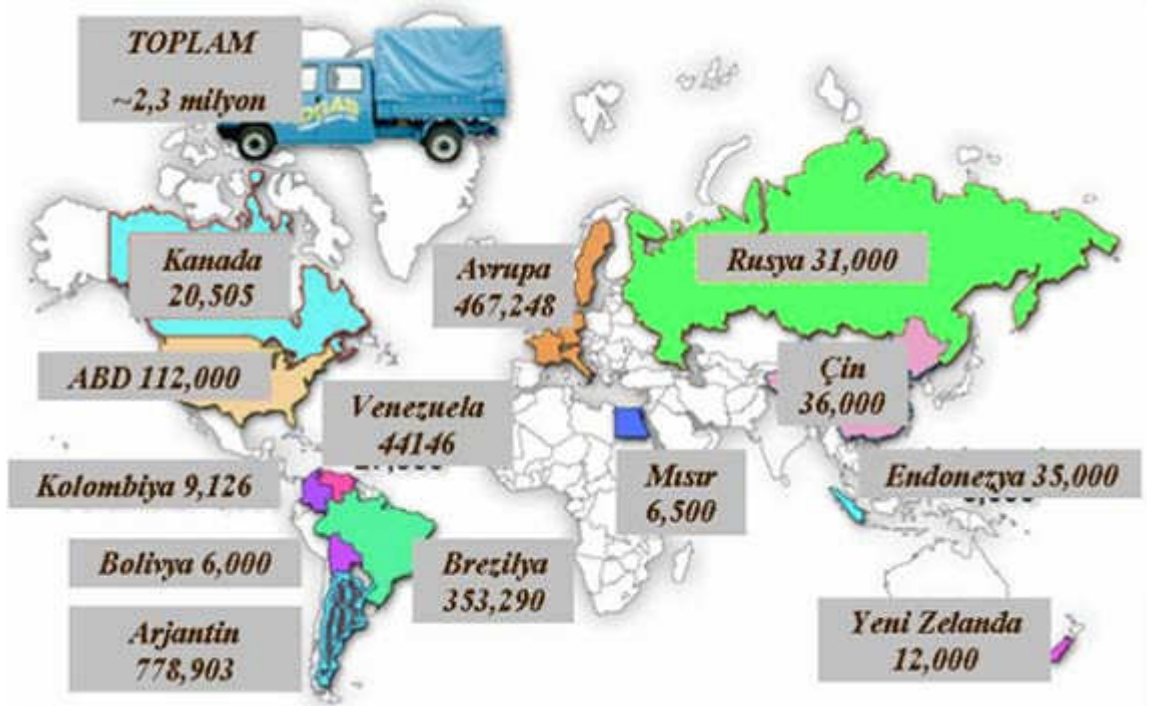 TOPLAM
~2,3 milyon
Kanada
20,505
Avrupa
467,248
Rusya 31,000
ABD 112,000
Çin
36,000
Venezuela
44146
Kolombiya 9,126
Mısır
6,500
Endonezya 35,000
Bolivya 6,000
Brezilya
353,290
Arjantin
778,903
Yeni Zelanda
12,000